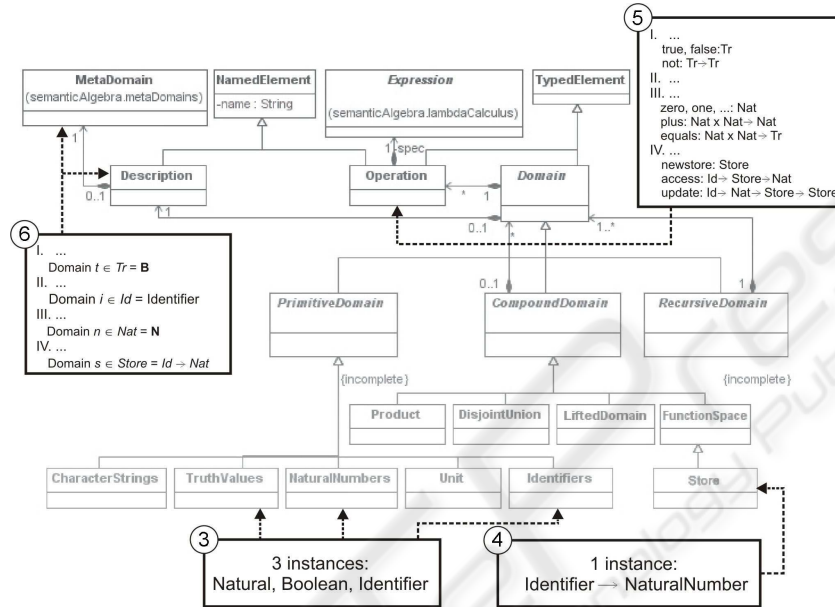 5
I. ...
true, false:Tr
not: Tr→Tr
II. ...
III. ...
zero, one, ...: Nat
plus: Nat x Nat→ Nat
equals: Nat x Nat→ Tr
IV. ...
newstore: Store
access: Id→ Store→Nat
update: Id→ Nat→ Store→ Store
MetaDomain
(semanticAlgebra.metaDomains)
NamedElement
-name : String
Expression
(semanticAlgebra.lambdaCalculus)
TypedElement
1
1 -spec
Description
Operation
Domain
0..1
1
*
1
0..1
*
1..*
6
I. ...
Domain t ∈ Tr = B
II. ...
Domain i ∈ Id = Identifier
III. ...
Domain n ∈ Nat = N
IV. ...
Domain s ∈ Store = Id → Nat
0..1
1
PrimitiveDomain
CompoundDomain
RecursiveDomain
{incomplete}
{incomplete}
Product
DisjointUnion
LiftedDomain
FunctionSpace
CharacterStrings
TruthValues
NaturalNumbers
Unit
Identifiers
Store
3
3 instances:
Natural, Boolean, Identifier
4
1 instance:
Identifier → NaturalNumber